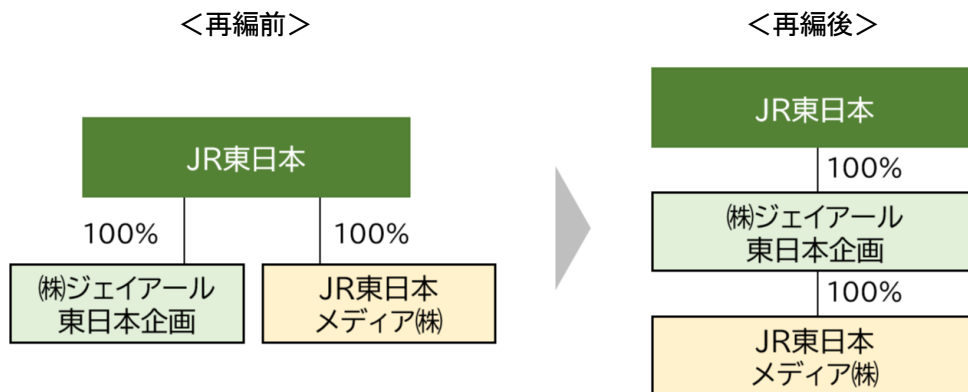 ＜再編前＞
JR東日本
100%
100%
㈱ジェイアール
東日本企画
JR東日本
メディア㈱
＜再編後＞
JR東日本
100%
㈱ジェイアール
東日本企画
100%
JR東日本
メディア㈱